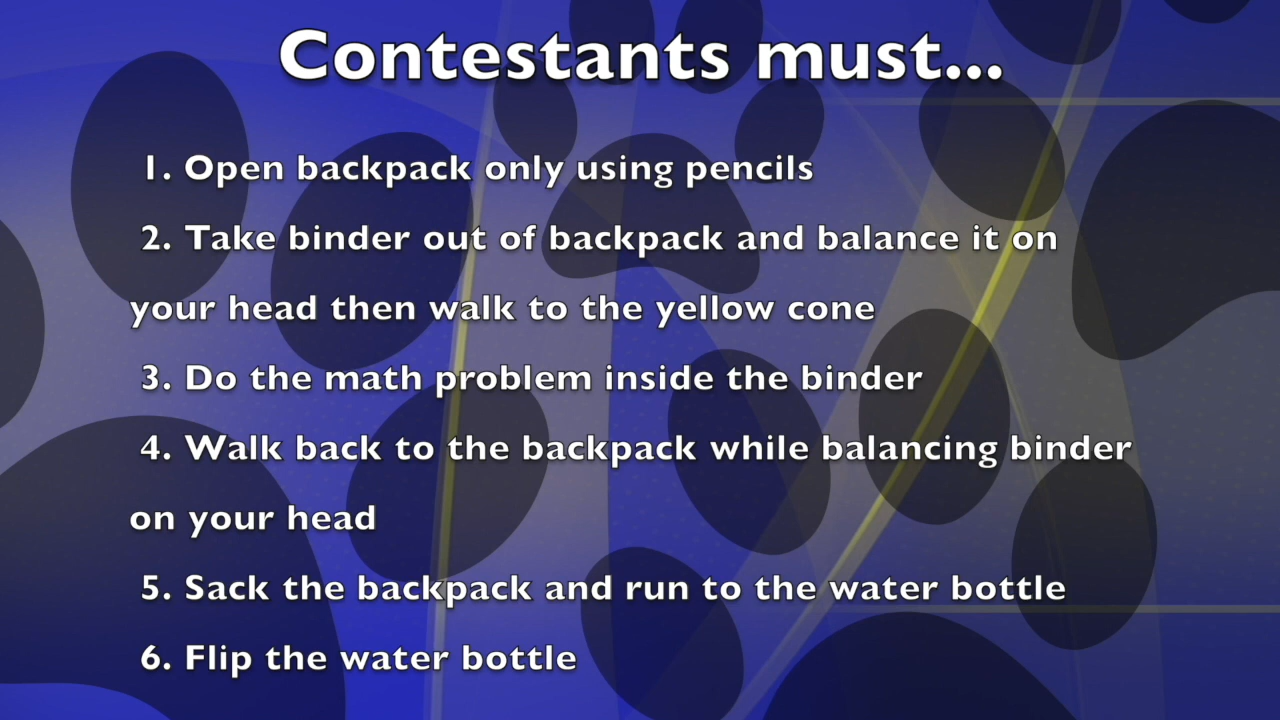 Contestants must...
1. Open backpack only using pencils
2. Take binder out of backpack and balance it on
your head then walk to the yellow cone
3. Do the math problem inside the binder
4. Walk back to the backpack while balancing binder
on your head
5. Sack the backpack and run to the water bottle
6. Flip the water bottle